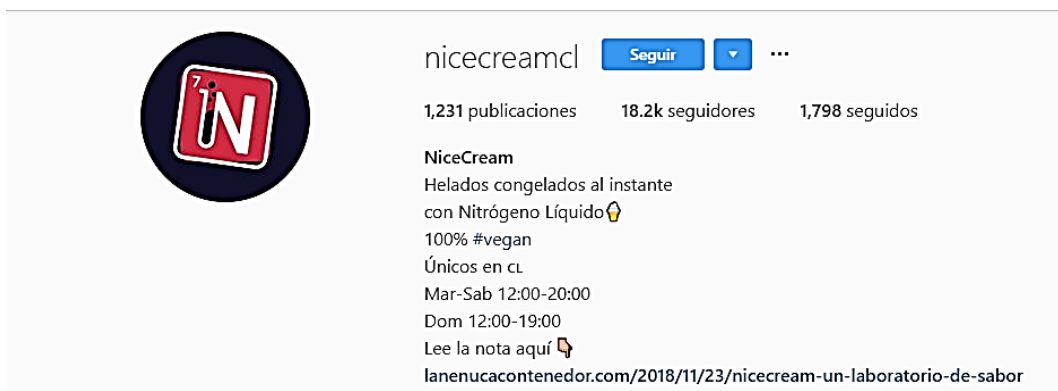 7
N
nicecreamcl Seguir ▼ ...
1,231 publicaciones 18.2k seguidores 1,798 seguidos
NiceCream
Helados congelados al instante
con Nitrógeno Líquido🍦
100% #vegan
Únicos en CL
Mar-Sab 12:00-20:00
Dom 12:00-19:00
Lee la nota aquí 👇🏻
lanenucacontenedor.com/2018/11/23/nicecream-un-laboratorio-de-sabor